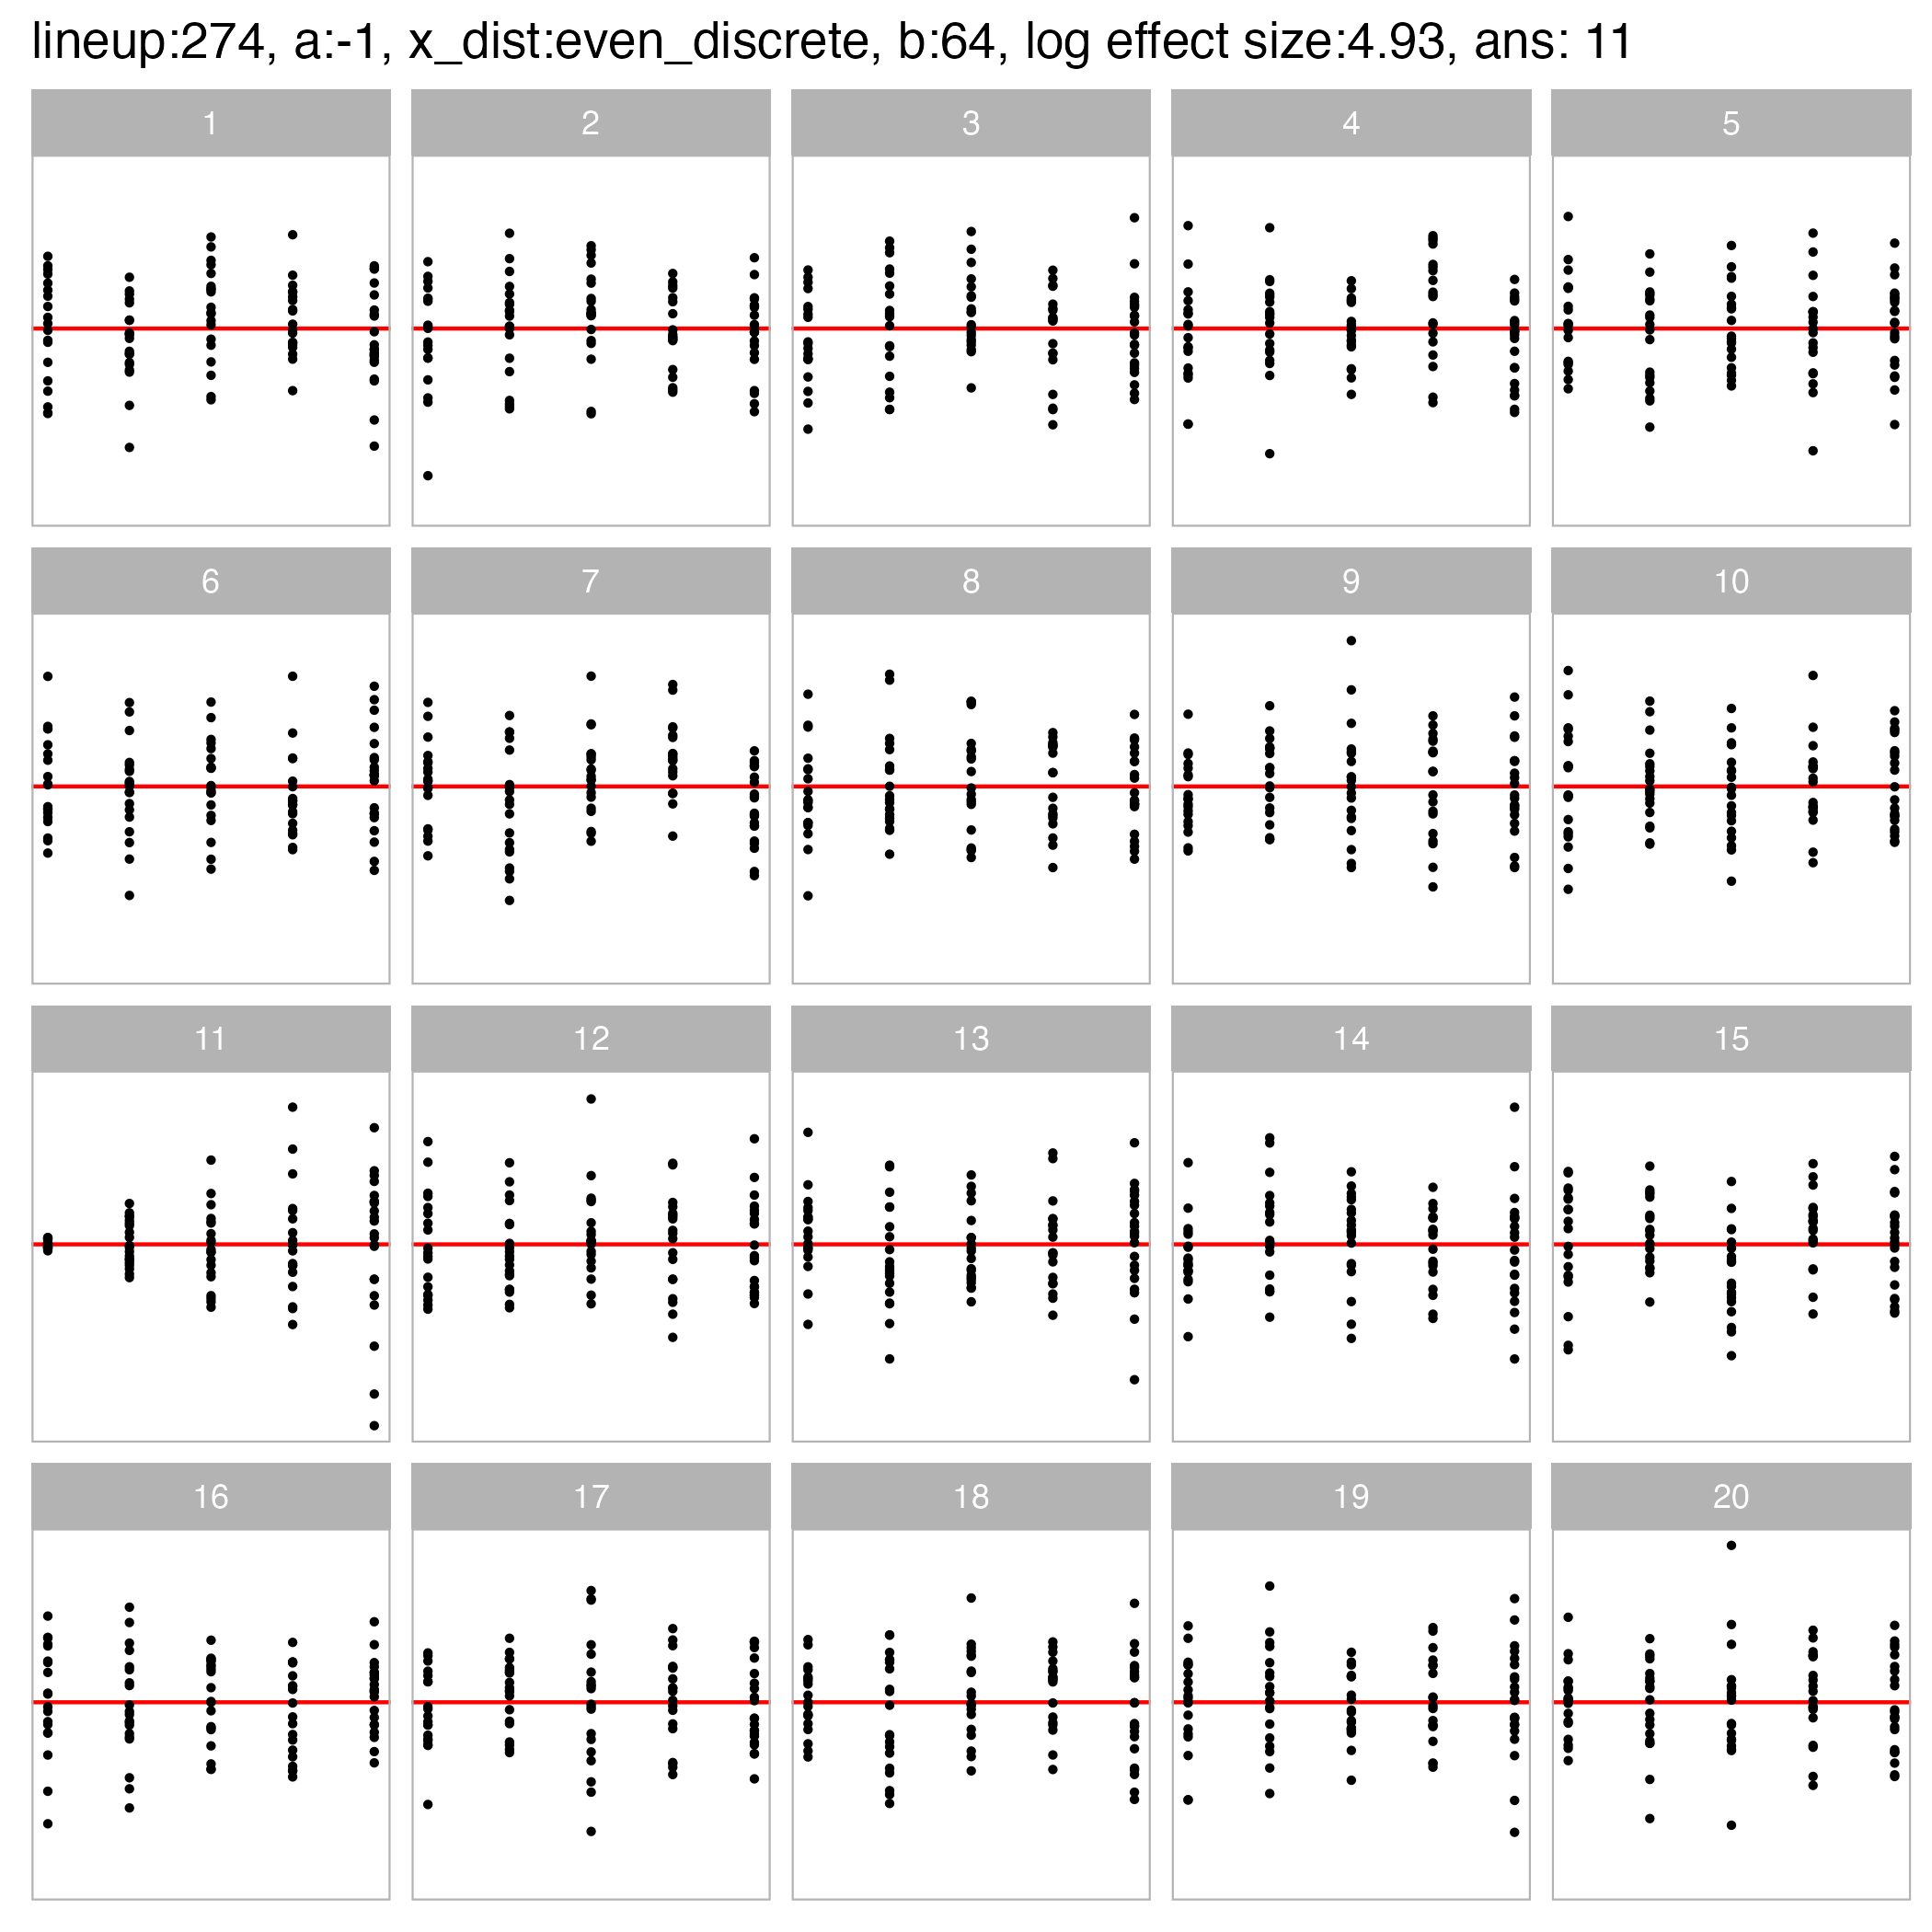 lineup:274, a:-1, x_dist:even_discrete, b:64, log effect size:4.93, ans: 11
1 2 3 4 5
6 7 8 9 10
11 12 13 14 15
16 17 18 19 20